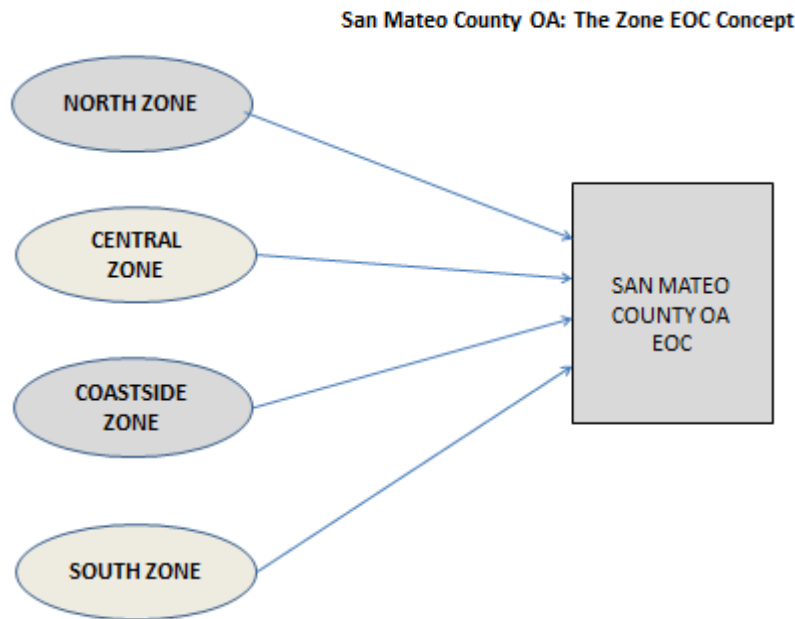 San Mateo County OA: The Zone EOC Concept
NORTH ZONE
CENTRAL
ZONE
COASTSIDE
ZONE
SOUTH ZONE
SAN MATEO
COUNTY OA
EOC